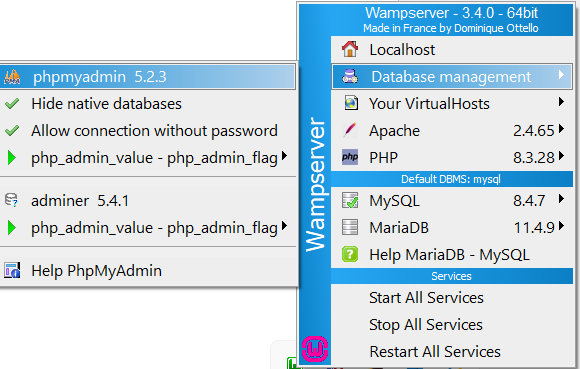 Wampserver - 3.4.0 - 64bit
Made in France by Dominique Ottello
Wampserver
Localhost
Database management
Your VirtualHosts
Apache 2.4.65
php PHP 8.3.28
Default DBMS: mysql
MySQL 8.4.7
MariaDB 11.4.9
Help MariaDB - MySQL
Services
Start All Services
Stop All Services
Restart All Services
phpmyadmin 5.2.3
Hide native databases
Allow connection without password
php_admin_value - php_admin_flag
adminer 5.4.1
php_admin_value - php_admin_flag
Help PhpMyAdmin